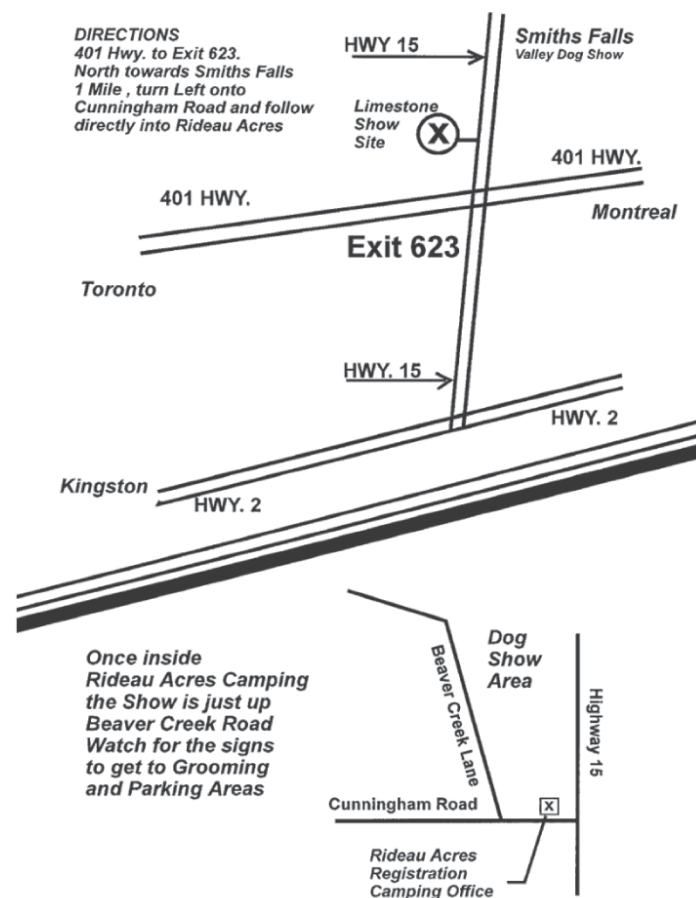 DIRECTIONS
401 Hwy. to Exit 623.
North towards Smiths Falls
1 Mile , turn Left onto
Cunningham Road and follow
directly into Rideau Acres
HWY 15
Smiths Falls
Valley Dog Show
Limestone
Show
Site
X
401 HWY.
401 HWY.
Montreal
Exit 623
Toronto
HWY. 15
HWY. 2
Kingston
HWY. 2
Once inside
Rideau Acres Camping
the Show is just up
Beaver Creek Road
Watch for the signs
to get to Grooming
and Parking Areas
Dog
Show
Area
Beaver Creek Lane
Highway 15
Cunningham Road
X
Rideau Acres
Registration
Camping Office